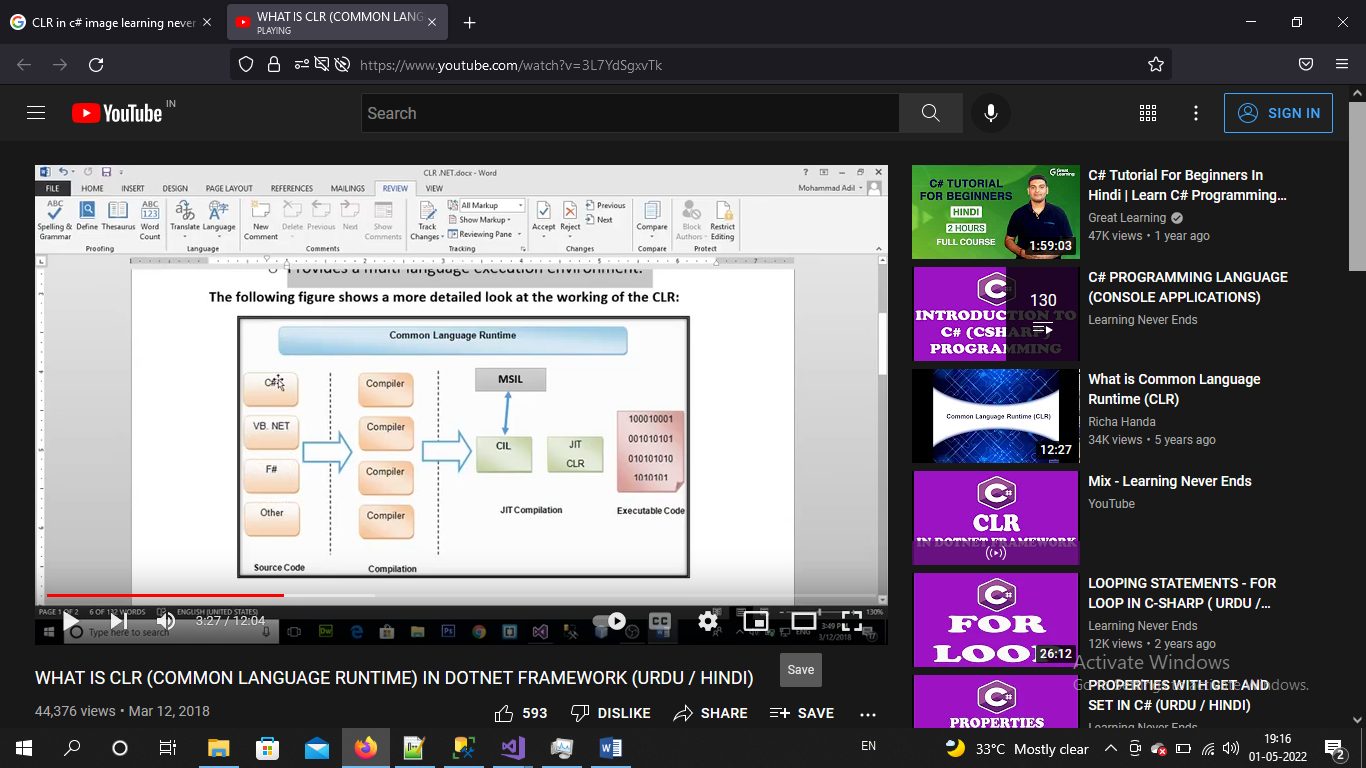 CLR in c# image learning never
WHAT IS CLR (COMMON LANG
PLAYING
https://www.youtube.com/watch?v=3L7YdSgxvTk
YouTube IN
Search
SIGN IN
CLR .NET.docx - Word
FILE HOME INSERT DESIGN PAGE LAYOUT REFERENCES MAILINGS REVIEW VIEW
Mohammad Adil
Spelling & Grammar
Define
Thesaurus
Word Count
Translate
Language
New Comment
Delete
Previous
Next
Show Comments
Track Changes
All Markup
Show Markup
Reviewing Pane
Accept
Reject
Previous
Next
Compare
Block Authors
Restrict Editing
Proofing
Language
Comments
Tracking
Changes
Compare
Protect
Provides a multi-language execution environment.
The following figure shows a more detailed look at the working of the CLR:
Common Language Runtime
C#
VB. NET
F#
Other
Source Code
Compiler
Compiler
Compiler
Compiler
Compilation
MSIL
CIL
JIT
CLR
JIT Compilation
100010001
001010101
010101010
1010101
Executable Code
PAGE 1 OF 2 6 OF 132 WORDS ENGLISH (UNITED STATES)
130%
Type here to search
3:27 / 12:04
CC
ENG
3:49 PM
3/12/2018
WHAT IS CLR (COMMON LANGUAGE RUNTIME) IN DOTNET FRAMEWORK (URDU / HINDI)
Save
44,376 views • Mar 12, 2018
593
DISLIKE
SHARE
SAVE
C# TUTORIAL
FOR BEGINNERS
HINDI
2 HOURS
FULL COURSE
Great Learning
1:59:03
C# Tutorial For Beginners In
Hindi | Learn C# Programming...
Great Learning
47K views • 1 year ago
INTRODUCTION TO
C# (CSHARP)
PROGRAMMING
130
C# PROGRAMMING LANGUAGE
(CONSOLE APPLICATIONS)
Learning Never Ends
Common Language Runtime (CLR)
12:27
What is Common Language
Runtime (CLR)
Richa Handa
34K views • 5 years ago
C#
CLR
IN DOTNET FRAMEWORK
Mix - Learning Never Ends
YouTube
C#
FOR
LOOP
26:12
LOOPING STATEMENTS - FOR
LOOP IN C-SHARP ( URDU /...
Learning Never Ends
12K views • 2 years ago
C#
PROPERTIES
PROPERTIES WITH GET AND
SET IN C# (URDU / HINDI)
Learning Never Ends
Activate Windows
EN
33°C Mostly clear
19:16
01-05-2022
2